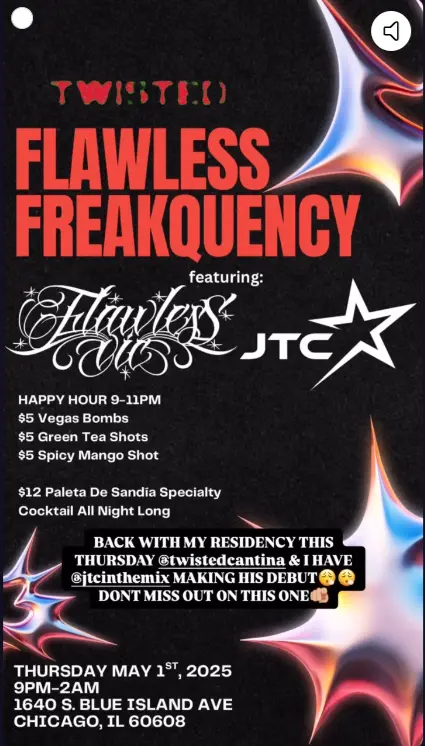 TWISTED
FLAWLESS
FREAKQUENCY
featuring:
Flawless
Vic
JTC
HAPPY HOUR 9-11PM
$5 Vegas Bombs
$5 Green Tea Shots
$5 Spicy Mango Shot
$12 Paleta De Sandia Specialty
Cocktail All Night Long
BACK WITH MY RESIDENCY THIS
THURSDAY @twistedcantina & I HAVE
@jtcinthemix MAKING HIS DEBUT😮‍💨😮‍💨
DONT MISS OUT ON THIS ONE🫵🏼
THURSDAY MAY 1ST, 2025
9PM-2AM
1640 S. BLUE ISLAND AVE
CHICAGO, IL 60608